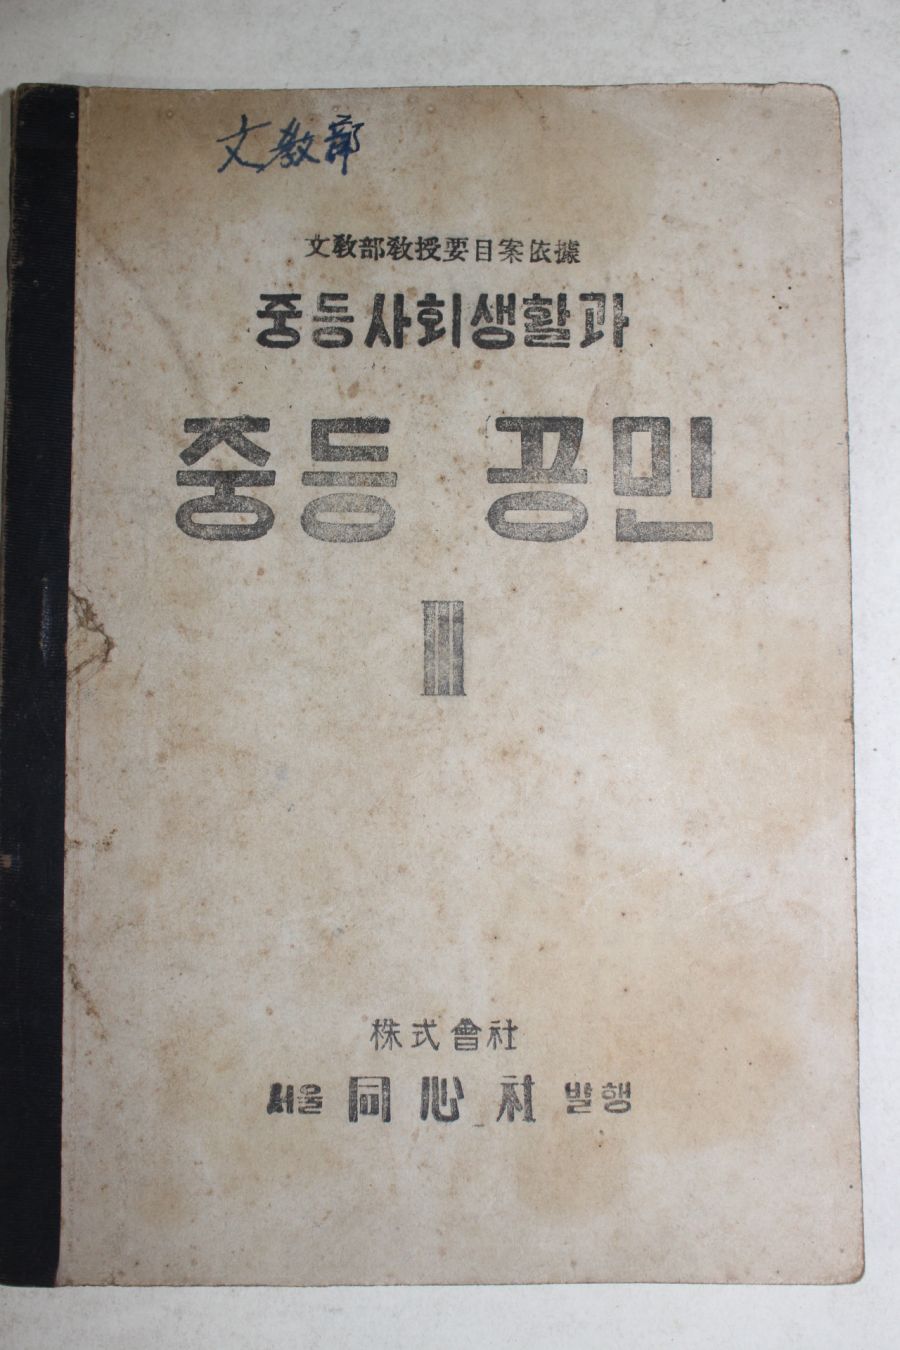 文敎部
文敎部敎授要目案依據
중등사회생활과
중등 공민
Ⅲ
株式會社
서울 同心社 발행